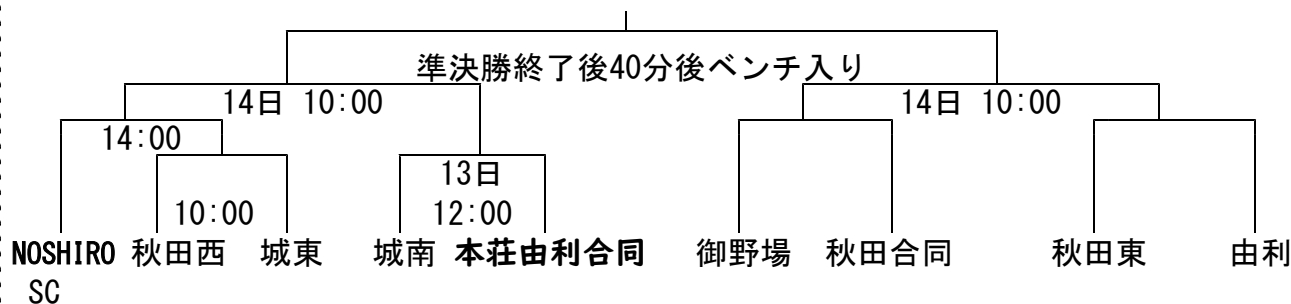 準決勝終了後40分後ベンチ入り
14日 10:00 14日 10:00
14:00
13日
10:00 12:00
NOSHIRO 秋田西 城東 城南 本荘由利合同 御野場 秋田合同 秋田東 由利
SC